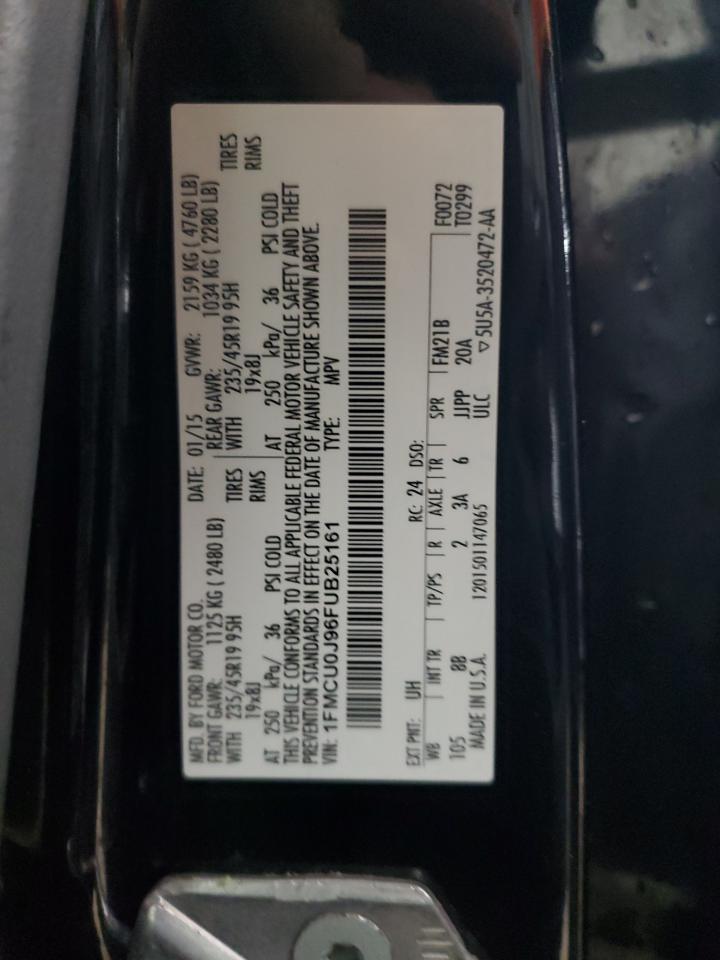 MFD. BY FORD MOTOR CO. DATE: 01/15 GVWR: 2159 KG ( 4760 LB)
FRONT GAWR: 1125 KG ( 2480 LB) REAR GAWR: 1034 KG ( 2280 LB)
WITH 235/45R19 95H TIRES WITH 235/45R19 95H TIRES
19x8J RIMS 19x8J RIMS
AT 250 kPa/ 36 PSI COLD AT 250 kPa/ 36 PSI COLD
THIS VEHICLE CONFORMS TO ALL APPLICABLE FEDERAL MOTOR VEHICLE SAFETY AND THEFT
PREVENTION STANDARDS IN EFFECT ON THE DATE OF MANUFACTURE SHOWN ABOVE.
VIN: 1FMCU0J96FUB25161 TYPE: MPV
EXT PNT: UH RC: 24 DSO: F0072
WB INT TR TP/PS R AXLE TR SPR FM21B T0299
105 8B 2 3A 6 JJPP 20A
MADE IN U.S.A. 1201501147065 ULC ▽5U5A-3520472-AA